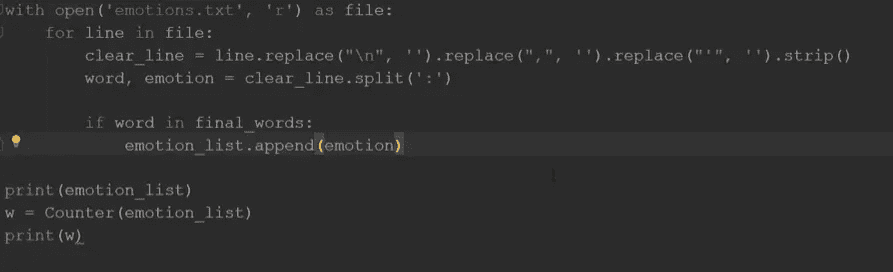 with open('emotions.txt', 'r') as file:
    for line in file:
        clear_line = line.replace("\n", '').replace(",", '').replace("'", '').strip()
        word, emotion = clear_line.split(':')
        if word in final_words:
            emotion_list.append(emotion)
print(emotion_list)
w = Counter(emotion_list)
print(w)